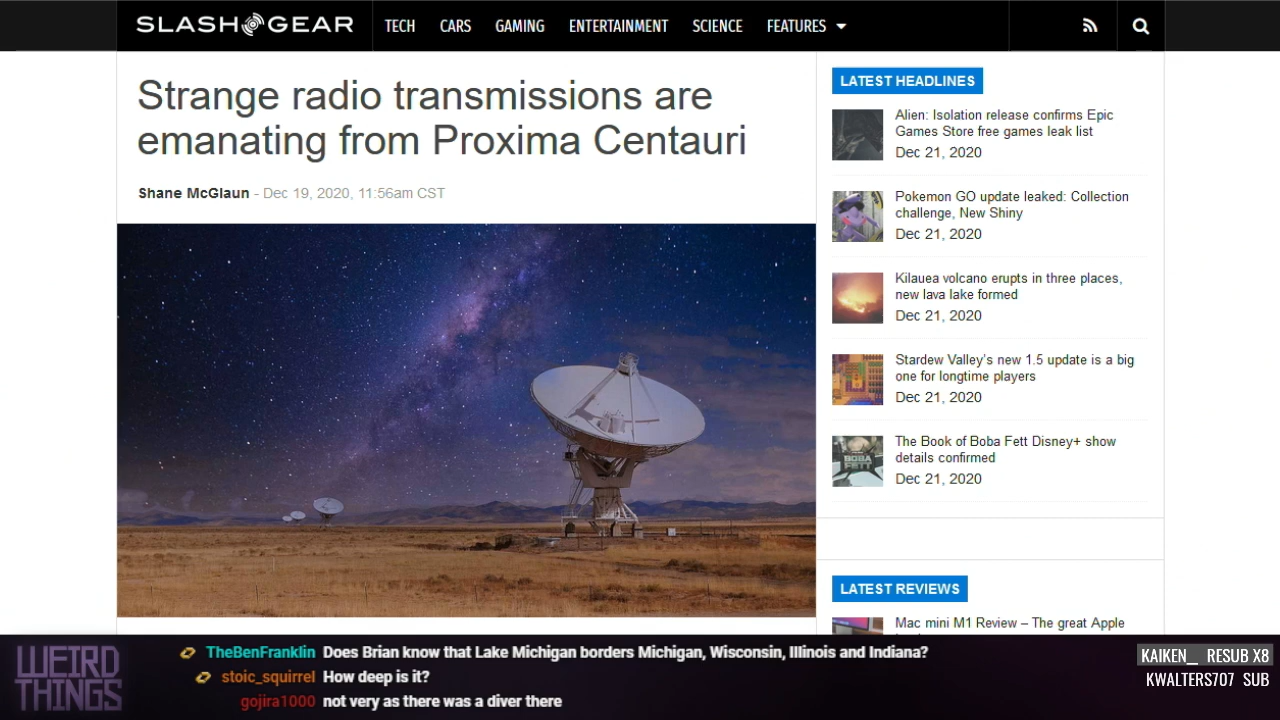 SLASHGEAR
TECH CARS GAMING ENTERTAINMENT SCIENCE FEATURES
Strange radio transmissions are
emanating from Proxima Centauri
Shane McGlaun - Dec 19, 2020, 11:56am CST
LATEST HEADLINES
Alien: Isolation release confirms Epic
Games Store free games leak list
Dec 21, 2020
Pokemon GO update leaked: Collection
challenge, New Shiny
Dec 21, 2020
Kilauea volcano erupts in three places,
new lava lake formed
Dec 21, 2020
Stardew Valley's new 1.5 update is a big
one for longtime players
Dec 21, 2020
BOBA
FETT
The Book of Boba Fett Disney+ show
details confirmed
Dec 21, 2020
LATEST REVIEWS
Mac mini M1 Review – The great Apple
WEIRD
THINGS
TheBenFranklin Does Brian know that Lake Michigan borders Michigan, Wisconsin, Illinois and Indiana?
stoic_squirrel How deep is it?
gojira1000 not very as there was a diver there
KAIKEN__ RESUB X8
KWALTERS707 SUB